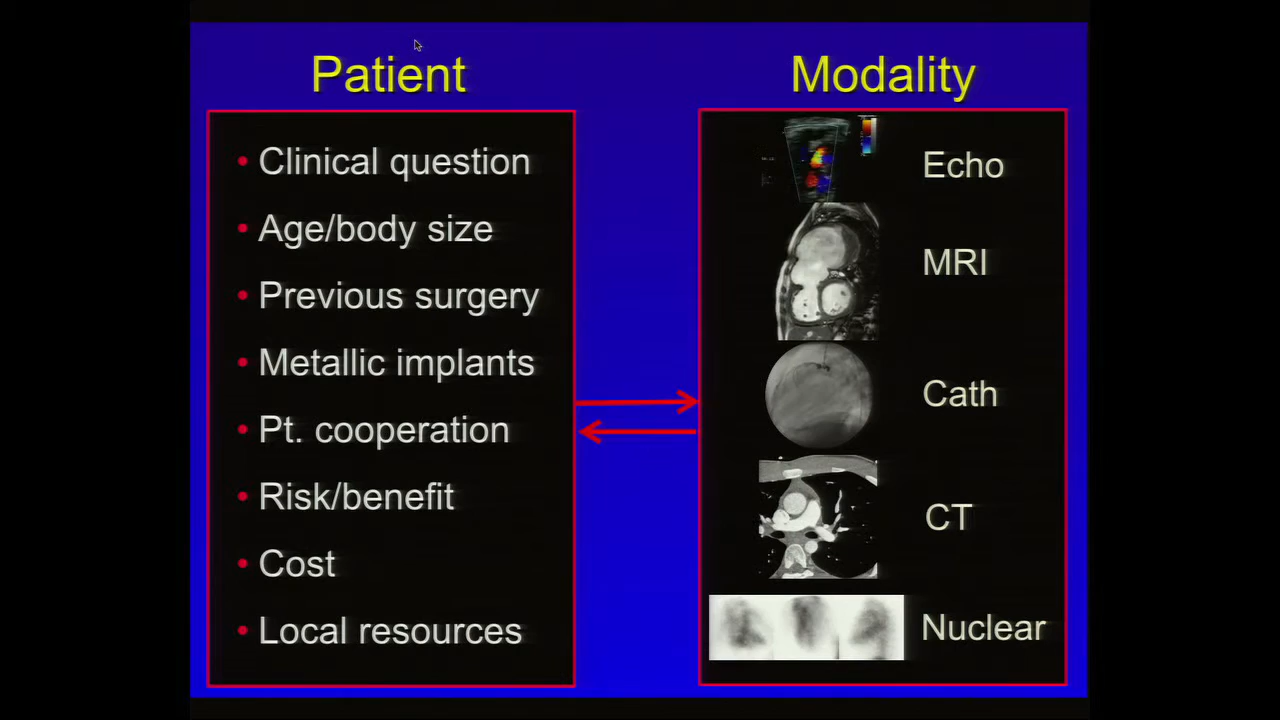 Patient
• Clinical question
• Age/body size
• Previous surgery
• Metallic implants
• Pt. cooperation
• Risk/benefit
• Cost
• Local resources
Modality
Echo
MRI
Cath
CT
Nuclear